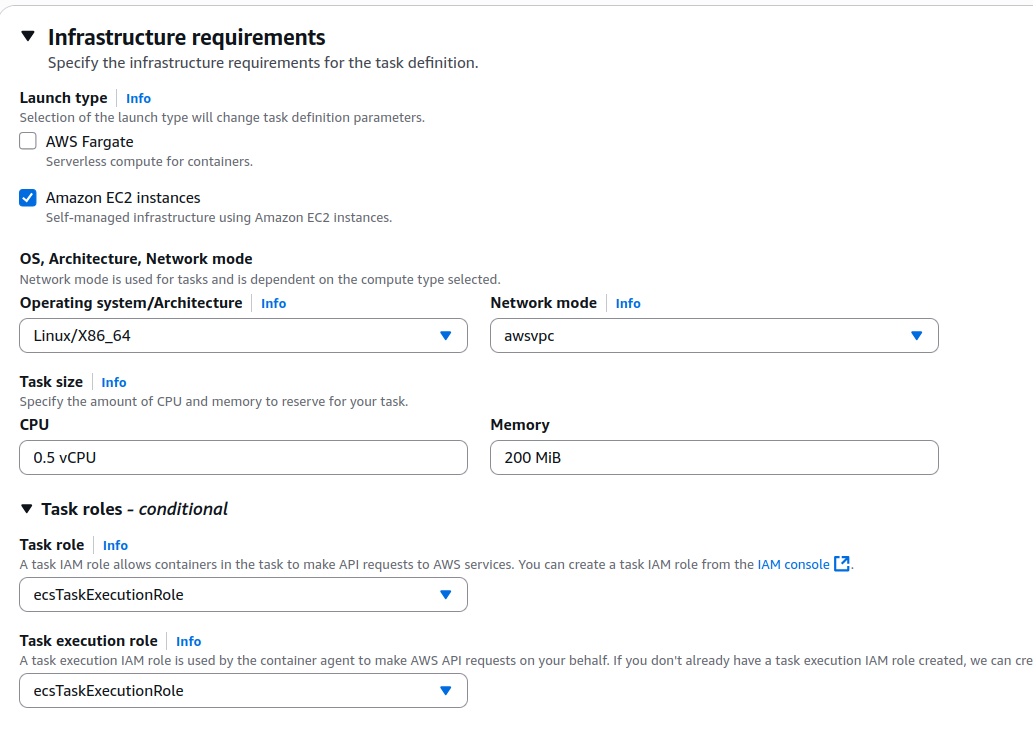 Infrastructure requirements
Specify the infrastructure requirements for the task definition.
Launch type Info
Selection of the launch type will change task definition parameters.
AWS Fargate
Serverless compute for containers.
Amazon EC2 instances
Self-managed infrastructure using Amazon EC2 instances.
OS, Architecture, Network mode
Network mode is used for tasks and is dependent on the compute type selected.
Operating system/Architecture Info Network mode Info
Linux/X86_64 awsvpc
Task size Info
Specify the amount of CPU and memory to reserve for your task.
CPU Memory
0.5 vCPU 200 MiB
Task roles - conditional
Task role Info
A task IAM role allows containers in the task to make API requests to AWS services. You can create a task IAM role from the IAM console.
ecsTaskExecutionRole
Task execution role Info
A task execution IAM role is used by the container agent to make AWS API requests on your behalf. If you don't already have a task execution IAM role created, we can cre
ecsTaskExecutionRole